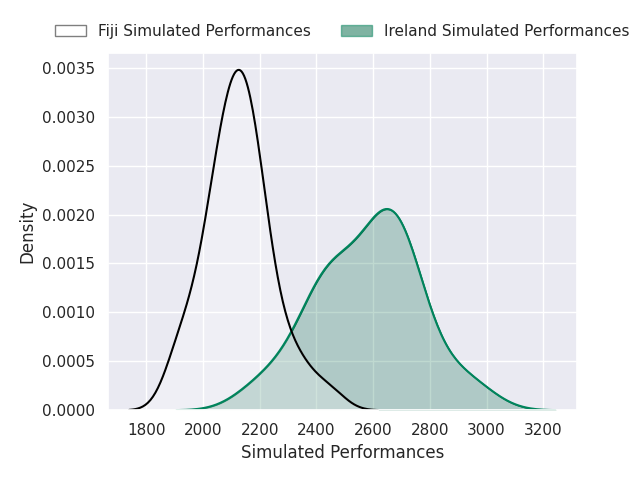 Fiji Simulated Performances
Ireland Simulated Performances
0.0035
0.0030
0.0025
0.0020
0.0015
0.0010
0.0005
0.0000
Density
1800 2000 2200 2400 2600 2800 3000 3200
Simulated Performances